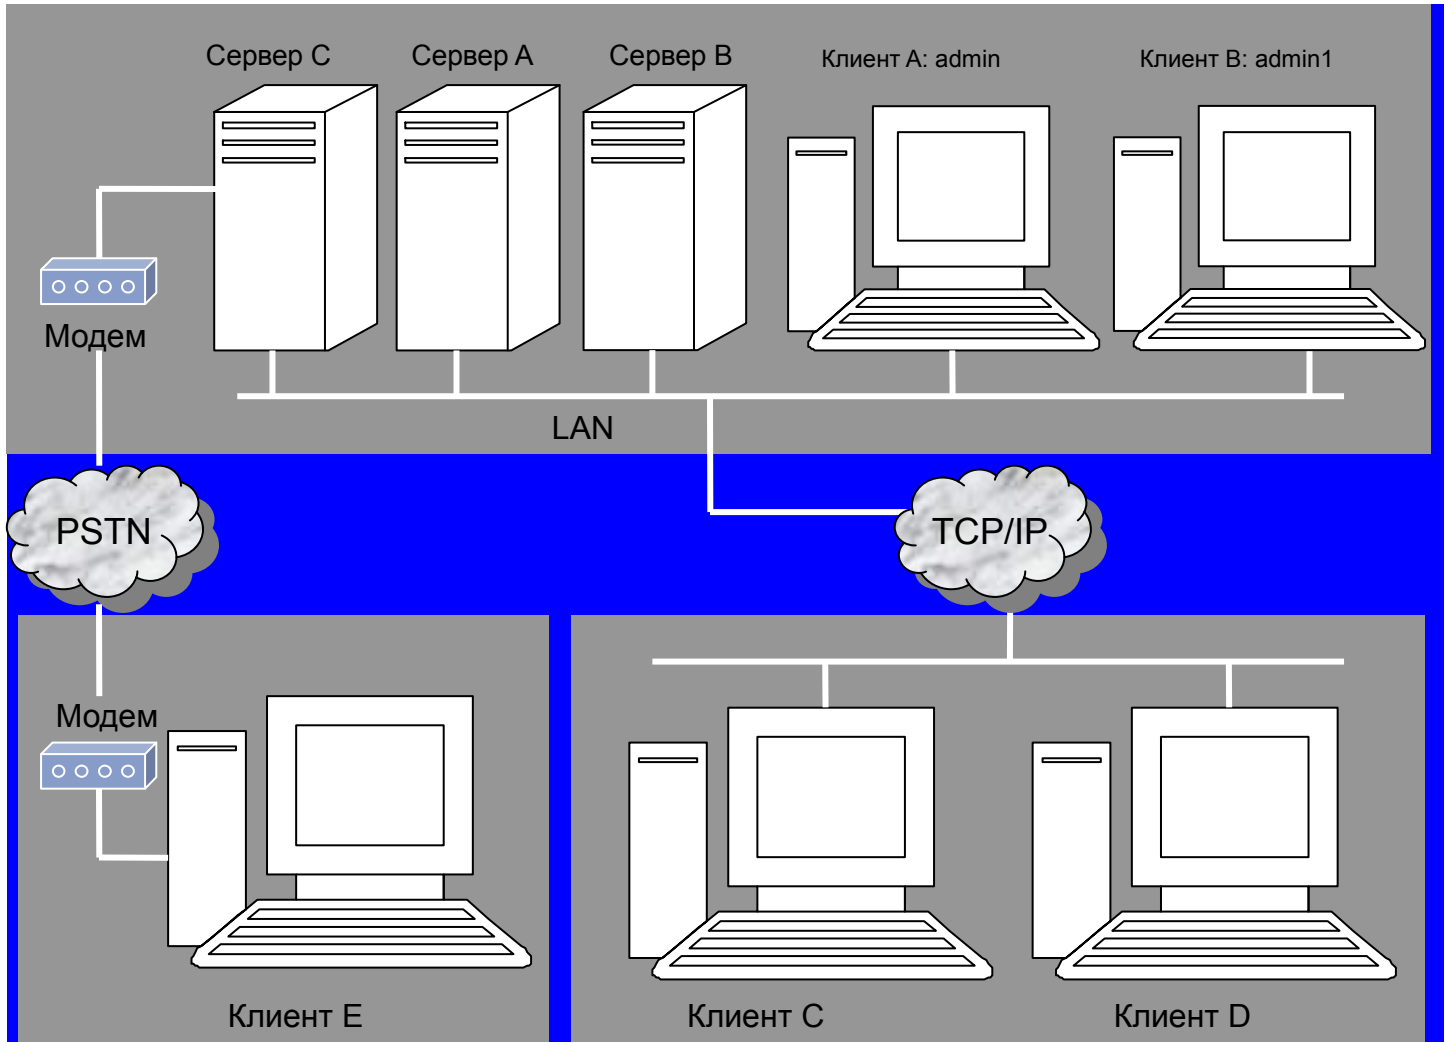 Сервер C
Сервер A
Сервер B
Клиент A: admin
Клиент B: admin1
Модем
LAN
PSTN
TCP/IP
Модем
Клиент E
Клиент C
Клиент D